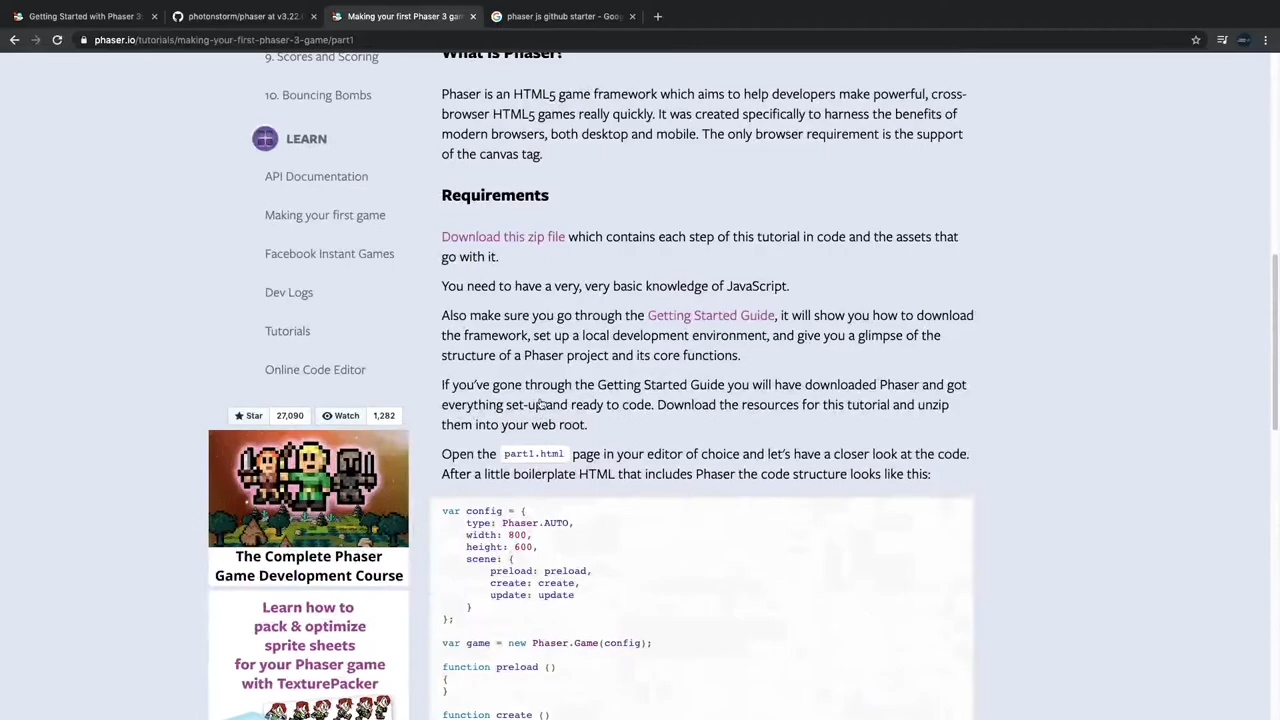 Getting Started with Phaser 3:
photonstorm/phaser at v3.22.0
Making your first Phaser 3 gam
phaser js github starter - Goog
phaser.io/tutorials/making-your-first-phaser-3-game/part1
9. Scores and Scoring
10. Bouncing Bombs
LEARN
API Documentation
Making your first game
Facebook Instant Games
Dev Logs
Tutorials
Online Code Editor
Star 27,090 Watch 1,282
The Complete Phaser
Game Development Course
Learn how to
pack & optimize
sprite sheets
for your Phaser game
with TexturePacker
What is Phaser?
Phaser is an HTML5 game framework which aims to help developers make powerful, cross-
browser HTML5 games really quickly. It was created specifically to harness the benefits of
modern browsers, both desktop and mobile. The only browser requirement is the support
of the canvas tag.
Requirements
Download this zip file which contains each step of this tutorial in code and the assets that
go with it.
You need to have a very, very basic knowledge of JavaScript.
Also make sure you go through the Getting Started Guide, it will show you how to download
the framework, set up a local development environment, and give you a glimpse of the
structure of a Phaser project and its core functions.
If you've gone through the Getting Started Guide you will have downloaded Phaser and got
everything set-up and ready to code. Download the resources for this tutorial and unzip
them into your web root.
Open the part1.html page in your editor of choice and let's have a closer look at the code.
After a little boilerplate HTML that includes Phaser the code structure looks like this:
var config = {
type: Phaser.AUTO,
width: 800,
height: 600,
scene: {
preload: preload,
create: create,
update: update
}
};
var game = new Phaser.Game(config);
function preload ()
{
}
function create ()